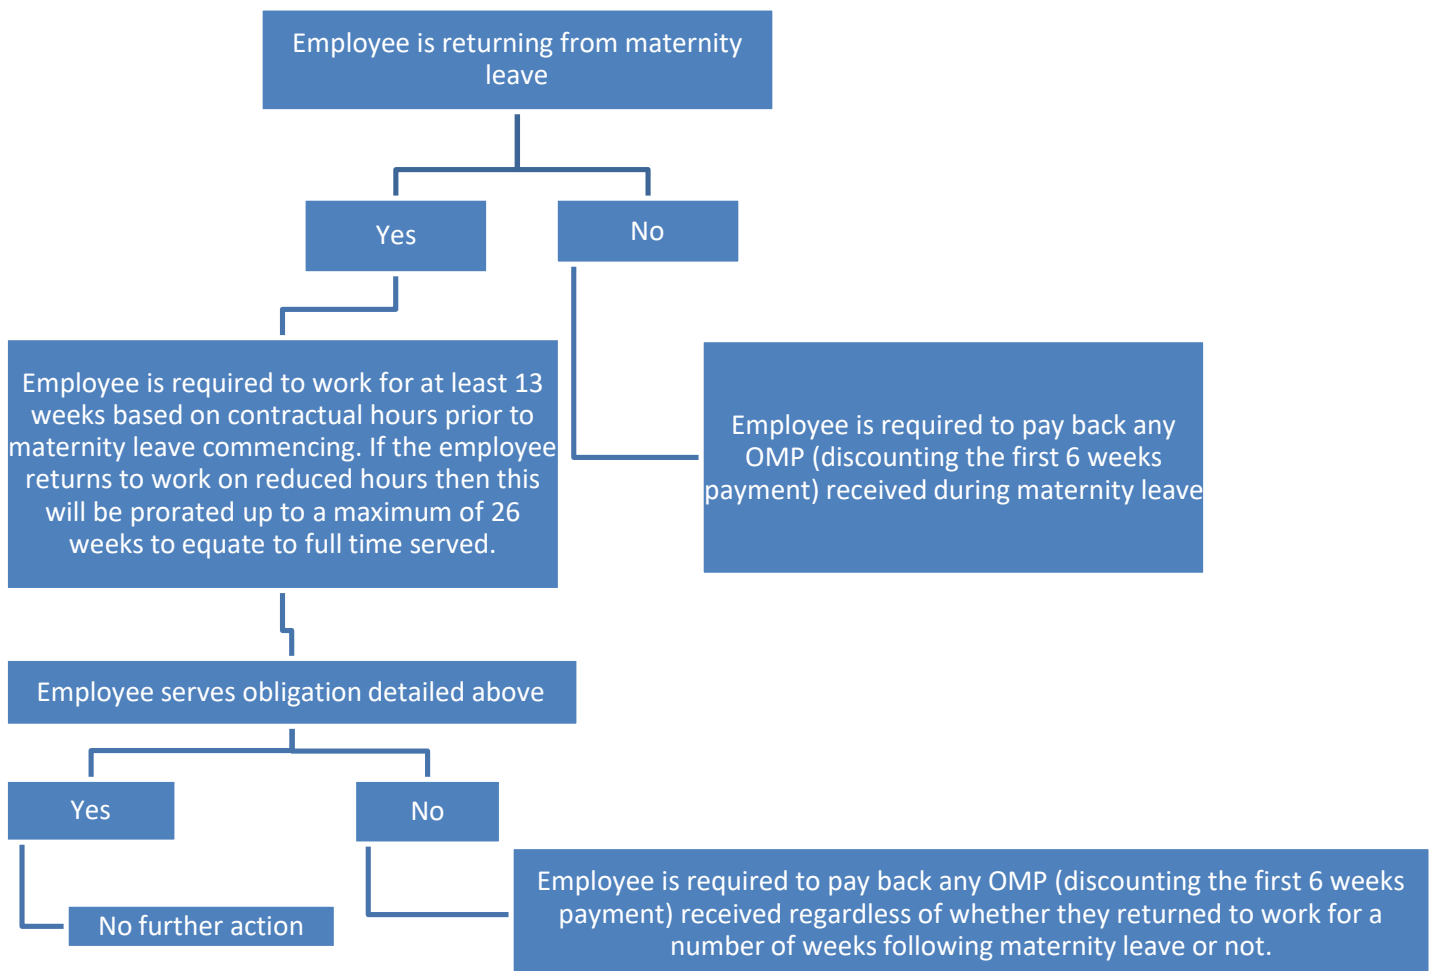 Employee is returning from maternity
leave
Yes
No
Employee is required to work for at least 13
weeks based on contractual hours prior to
maternity leave commencing. If the employee
returns to work on reduced hours then this
will be prorated up to a maximum of 26
weeks to equate to full time served.
Employee is required to pay back any
OMP (discounting the first 6 weeks
payment) received during maternity leave
Employee serves obligation detailed above
Yes
No
No further action
Employee is required to pay back any OMP (discounting the first 6 weeks
payment) received regardless of whether they returned to work for a
number of weeks following maternity leave or not.